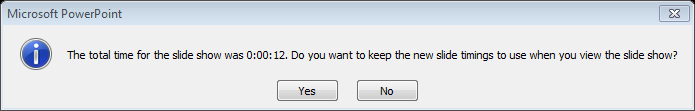 Microsoft PowerPoint
The total time for the slide show was 0:00:12. Do you want to keep the new slide timings to use when you view the slide show?
Yes
No